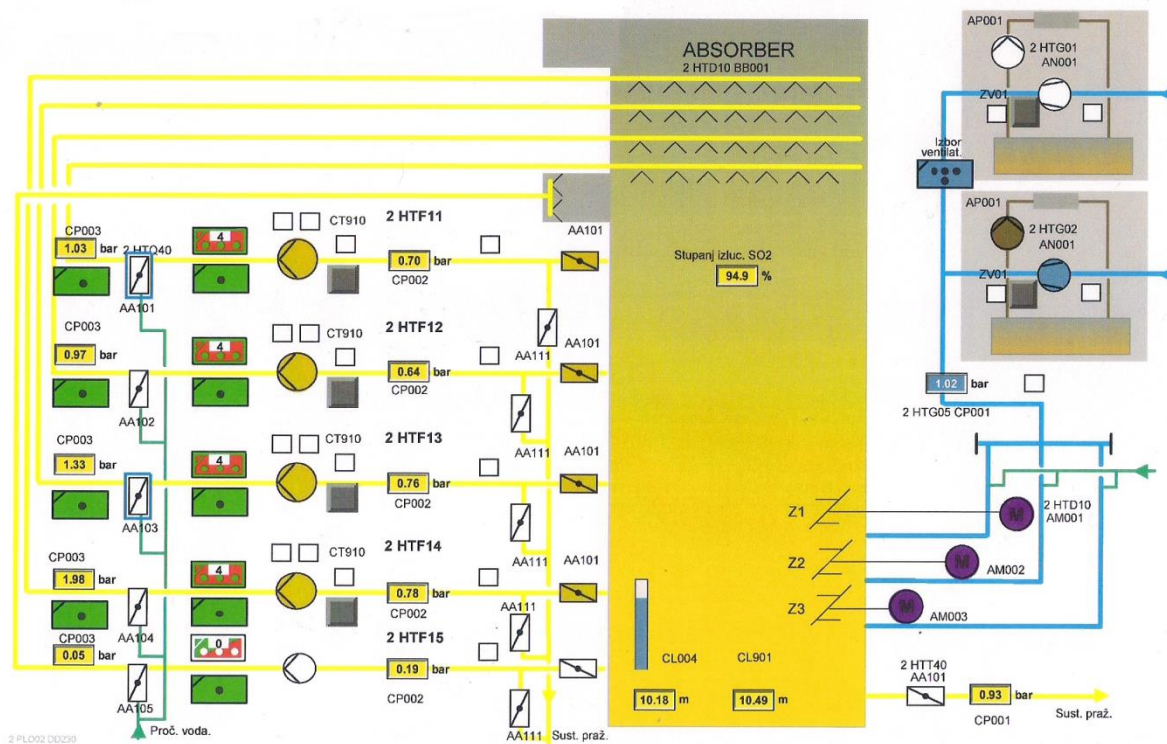 ABSORBER
2 HTD10 BB001
AP001
2 HTG01
AN001
ZV01
Izbor
ventilat.
AP001
2 HTG02
AN001
ZV01
1.02 bar
2 HTG05 CP001
CP003
1.03 bar
2 HTQ40
AA101
4
CT910
2 HTF11
0.70 bar
CP002
AA101
Stupanj izluc. SO2
94.9 %
CP003
0.97 bar
AA102
4
CT910
2 HTF12
0.64 bar
CP002
AA111
AA101
CP003
1.33 bar
AA103
4
CT910
2 HTF13
0.76 bar
CP002
AA111
AA101
CP003
1.98 bar
AA104
4
CT910
2 HTF14
0.78 bar
CP002
AA111
AA101
CP003
0.05 bar
AA105
0
2 HTF15
0.19 bar
CP002
AA111
AA111
Z1
M
2 HTD10
AM001
Z2
M
AM002
Z3
M
AM003
CL004
CL901
10.18 m
10.49 m
2 HTT40
AA101
0.93 bar
CP001
Sust. praž.
Sust. praž.
Proč. voda.
2 PLO02 DD230